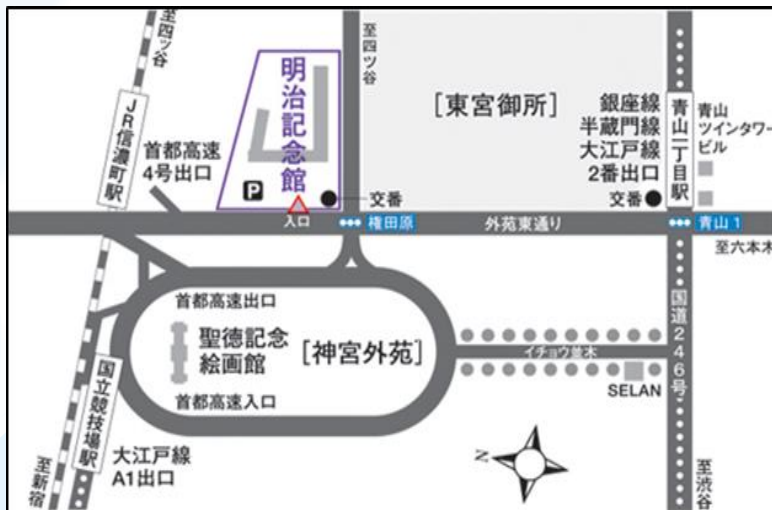 至四ツ谷
JR信濃町駅
首都高速
4号出口
明治記念館
P
入口
交番
至四ツ谷
権田原
[東宮御所]
外苑東通り
銀座線
半蔵門線
大江戸線
2番出口
交番
青山一丁目駅
青山
ツインタワー
ビル
青山1
至六本木
首都高速出口
聖徳記念
絵画館
[神宮外苑]
首都高速入口
イチョウ並木
SELAN
国道246号
至渋谷
国立競技場駅
大江戸線
A1出口
至新宿
N